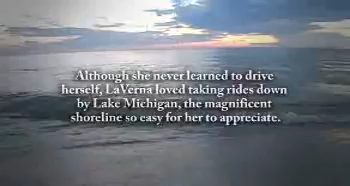 Although she never learned to drive
herself, LaVerna loved taking rides down
by Lake Michigan, the magnificent
shoreline so easy for her to appreciate.